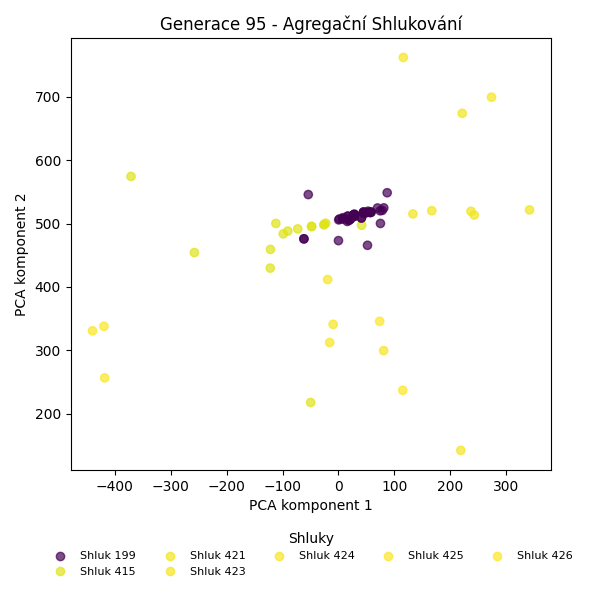 Generace 95 - Agregační Shlukování
PCA komponent 2
700
600
500
400
300
200
−400 −300 −200 −100 0 100 200 300
PCA komponent 1
Shluky
Shluk 199 Shluk 421 Shluk 424 Shluk 425 Shluk 426
Shluk 415 Shluk 423